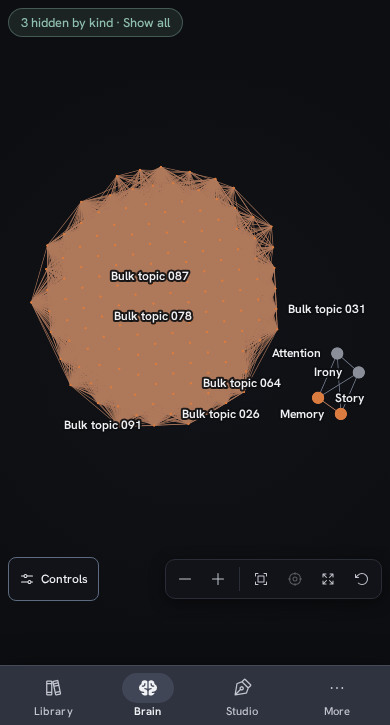 3 hidden by kind · Show all
Bulk topic 087
Bulk topic 031
Bulk topic 078
Attention
Irony
Bulk topic 064
Story
Bulk topic 026
Memory
Bulk topic 091
Controls
Library
Brain
Studio
More